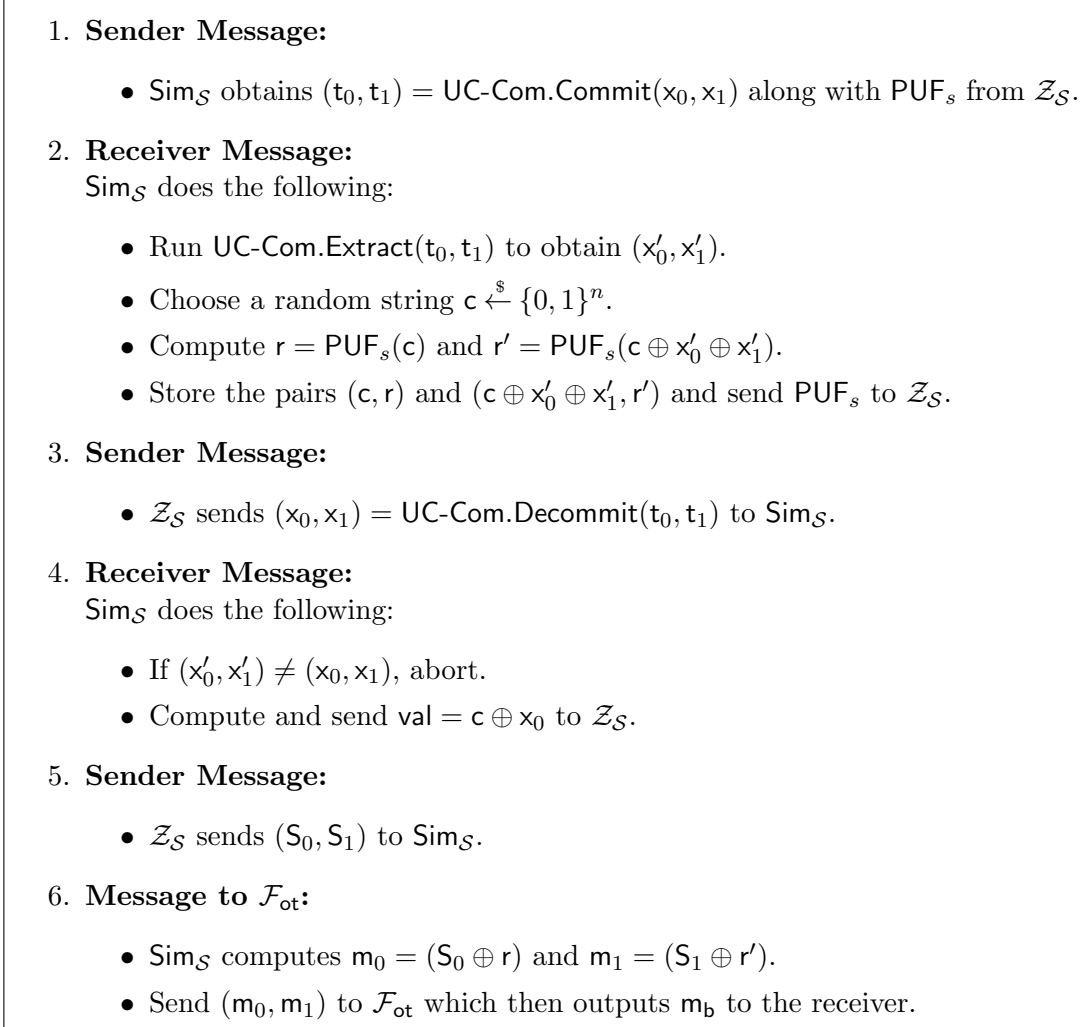 1. Sender Message:
• Sim_S obtains (t_0, t_1) = UC-Com.Commit(x_0, x_1) along with PUF_s from Z_S.
2. Receiver Message:
Sim_S does the following:
• Run UC-Com.Extract(t_0, t_1) to obtain (x′_0, x′_1).
• Choose a random string c ←$ {0, 1}^n.
• Compute r = PUF_s(c) and r′ = PUF_s(c ⊕ x′_0 ⊕ x′_1).
• Store the pairs (c, r) and (c ⊕ x′_0 ⊕ x′_1, r′) and send PUF_s to Z_S.
3. Sender Message:
• Z_S sends (x_0, x_1) = UC-Com.Decommit(t_0, t_1) to Sim_S.
4. Receiver Message:
Sim_S does the following:
• If (x′_0, x′_1) ≠ (x_0, x_1), abort.
• Compute and send val = c ⊕ x_0 to Z_S.
5. Sender Message:
• Z_S sends (S_0, S_1) to Sim_S.
6. Message to F_ot:
• Sim_S computes m_0 = (S_0 ⊕ r) and m_1 = (S_1 ⊕ r′).
• Send (m_0, m_1) to F_ot which then outputs m_b to the receiver.